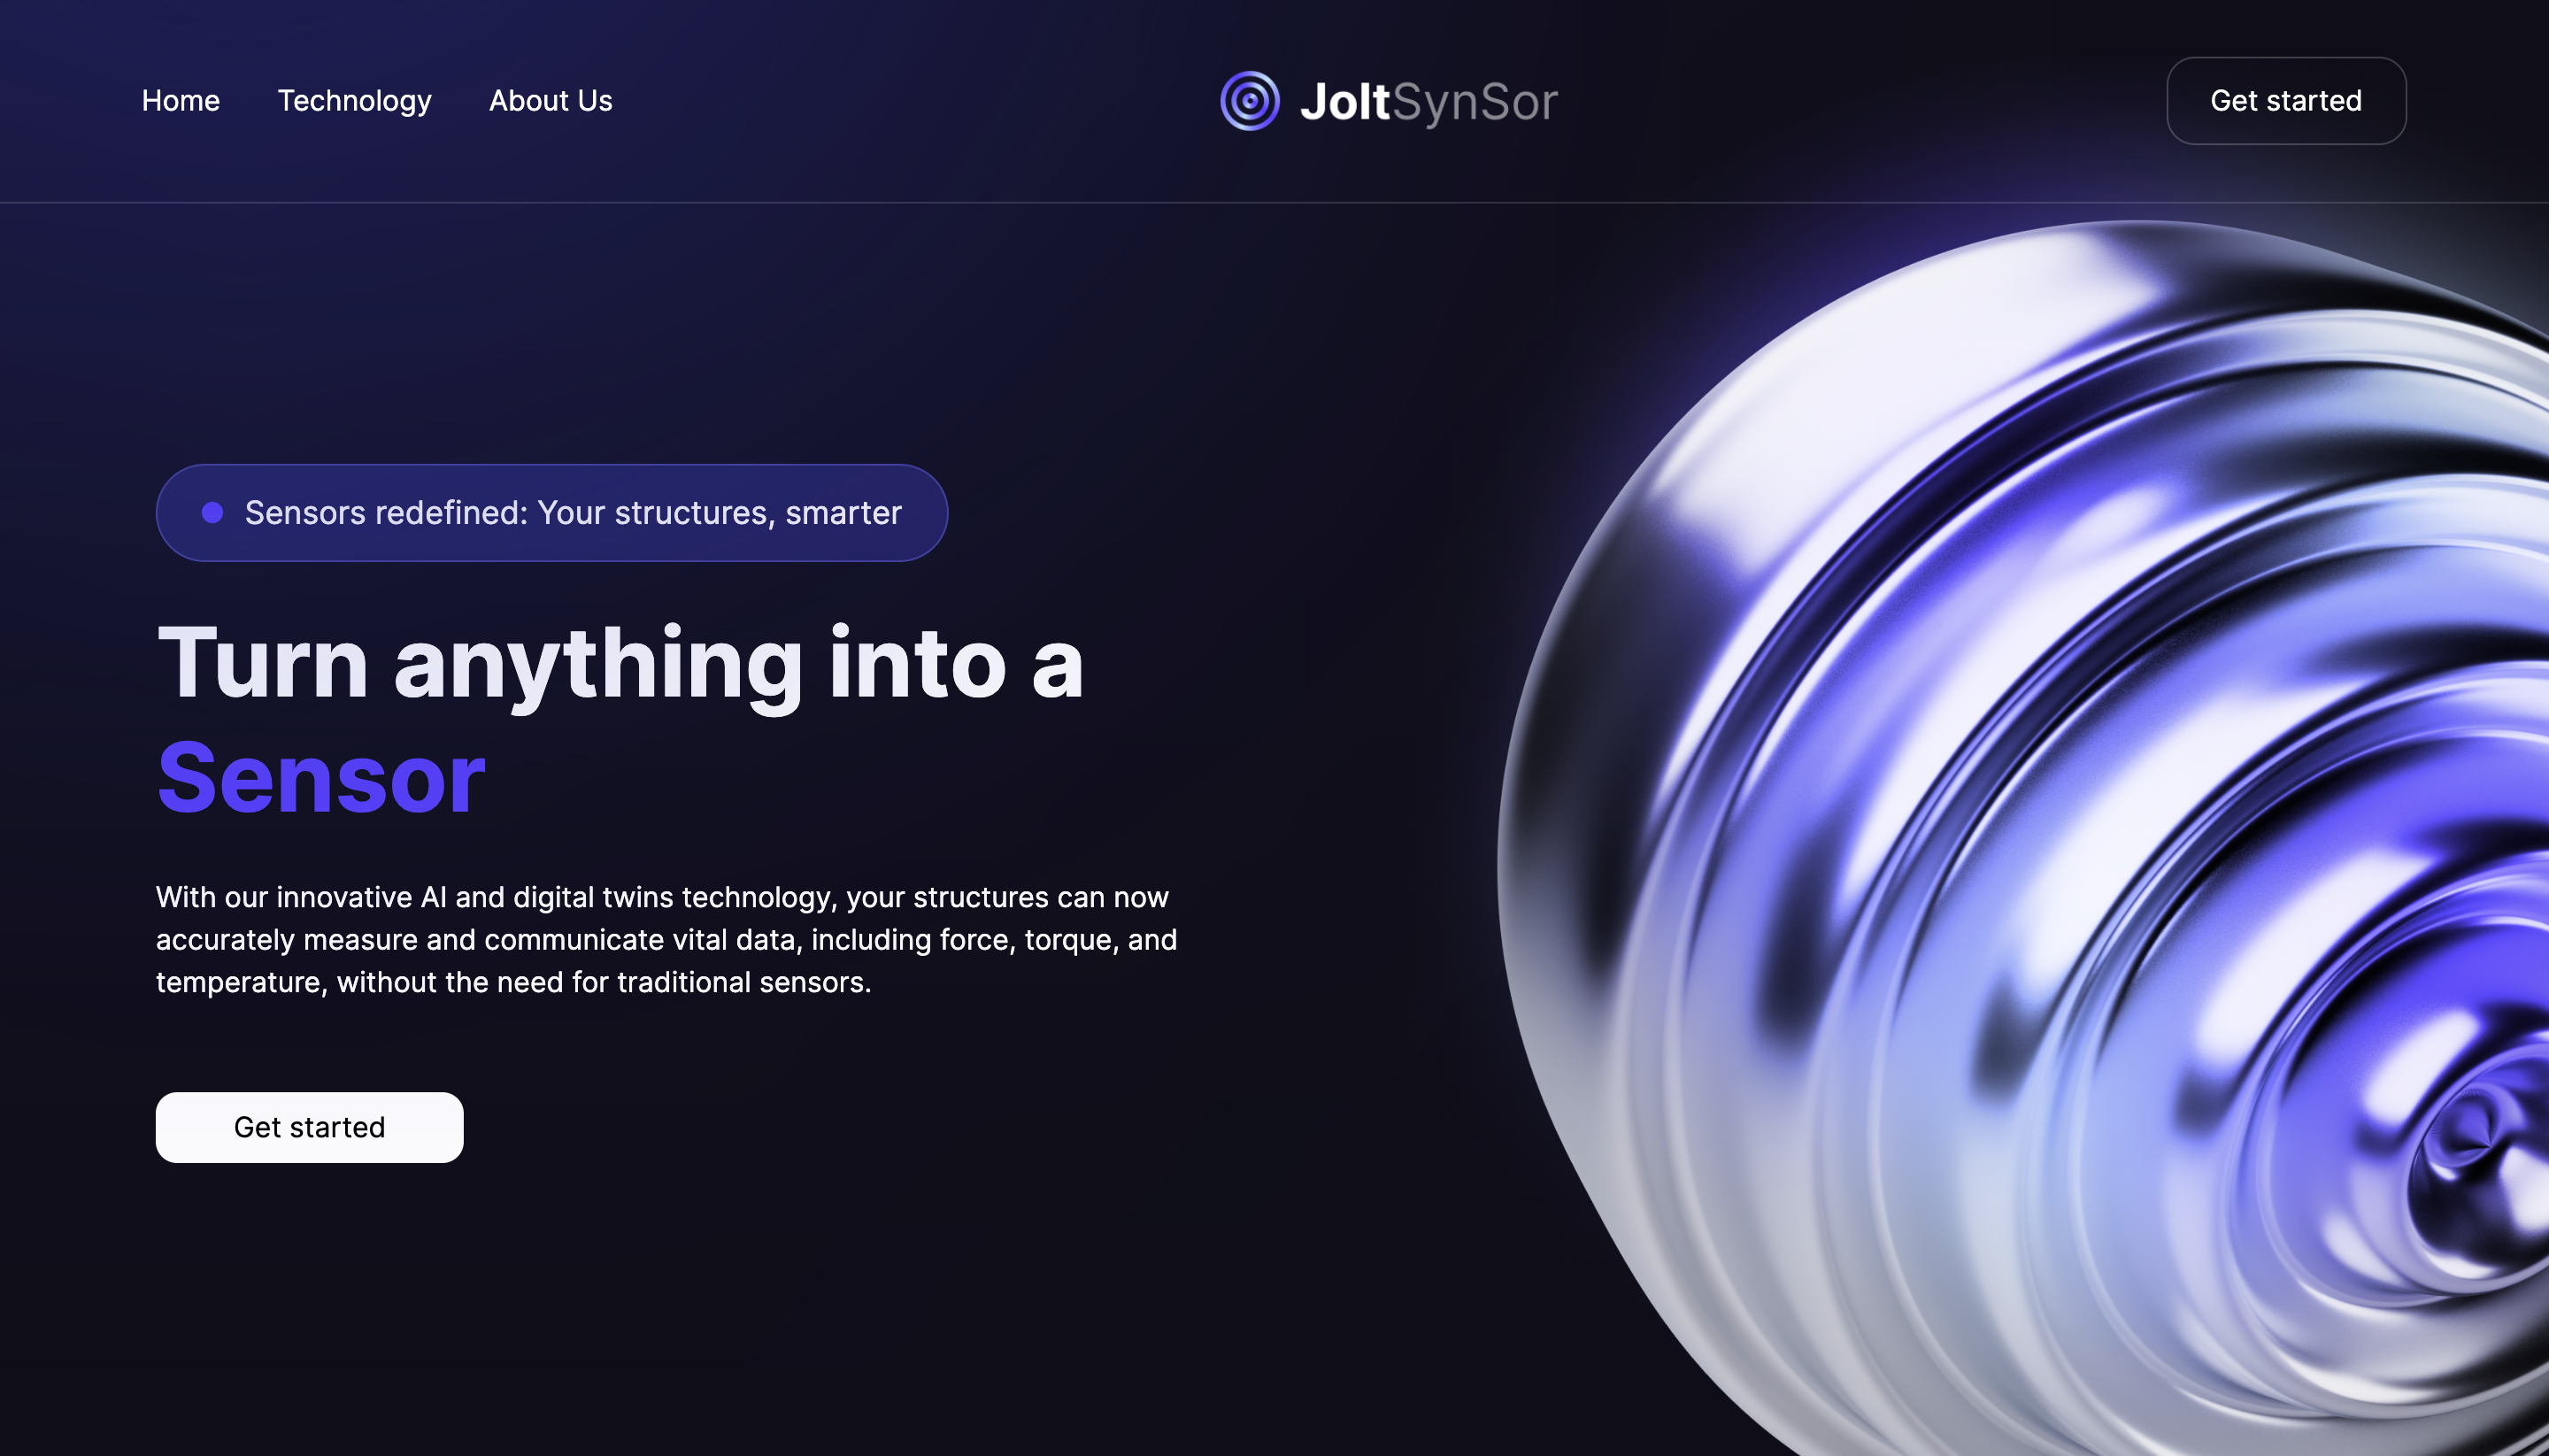 Home
Technology
About Us
JoltSynSor
Get started
Sensors redefined: Your structures, smarter
Turn anything into a
Sensor
With our innovative AI and digital twins technology, your structures can now
accurately measure and communicate vital data, including force, torque, and
temperature, without the need for traditional sensors.
Get started